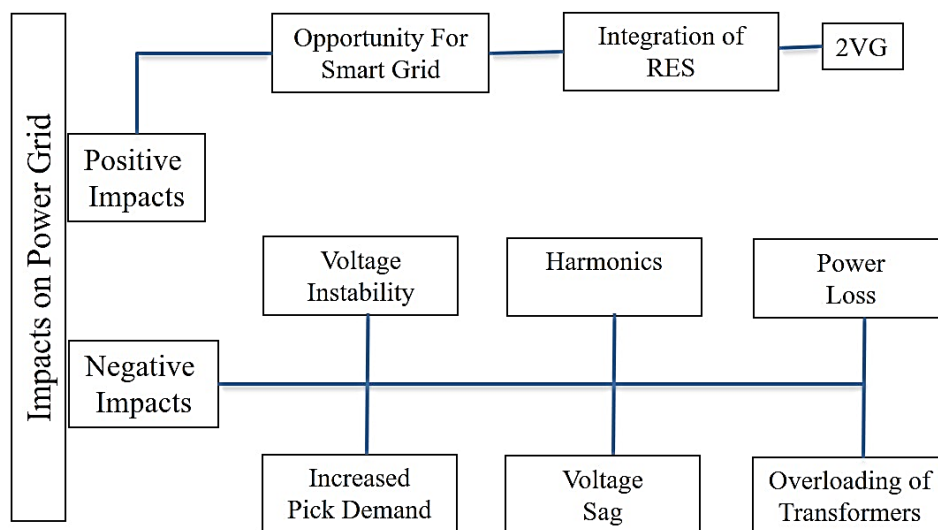 Impacts on Power Grid
Positive
Impacts
Opportunity For
Smart Grid
Integration of
RES
2VG
Negative
Impacts
Voltage
Instability
Harmonics
Power
Loss
Increased
Pick Demand
Voltage
Sag
Overloading of
Transformers